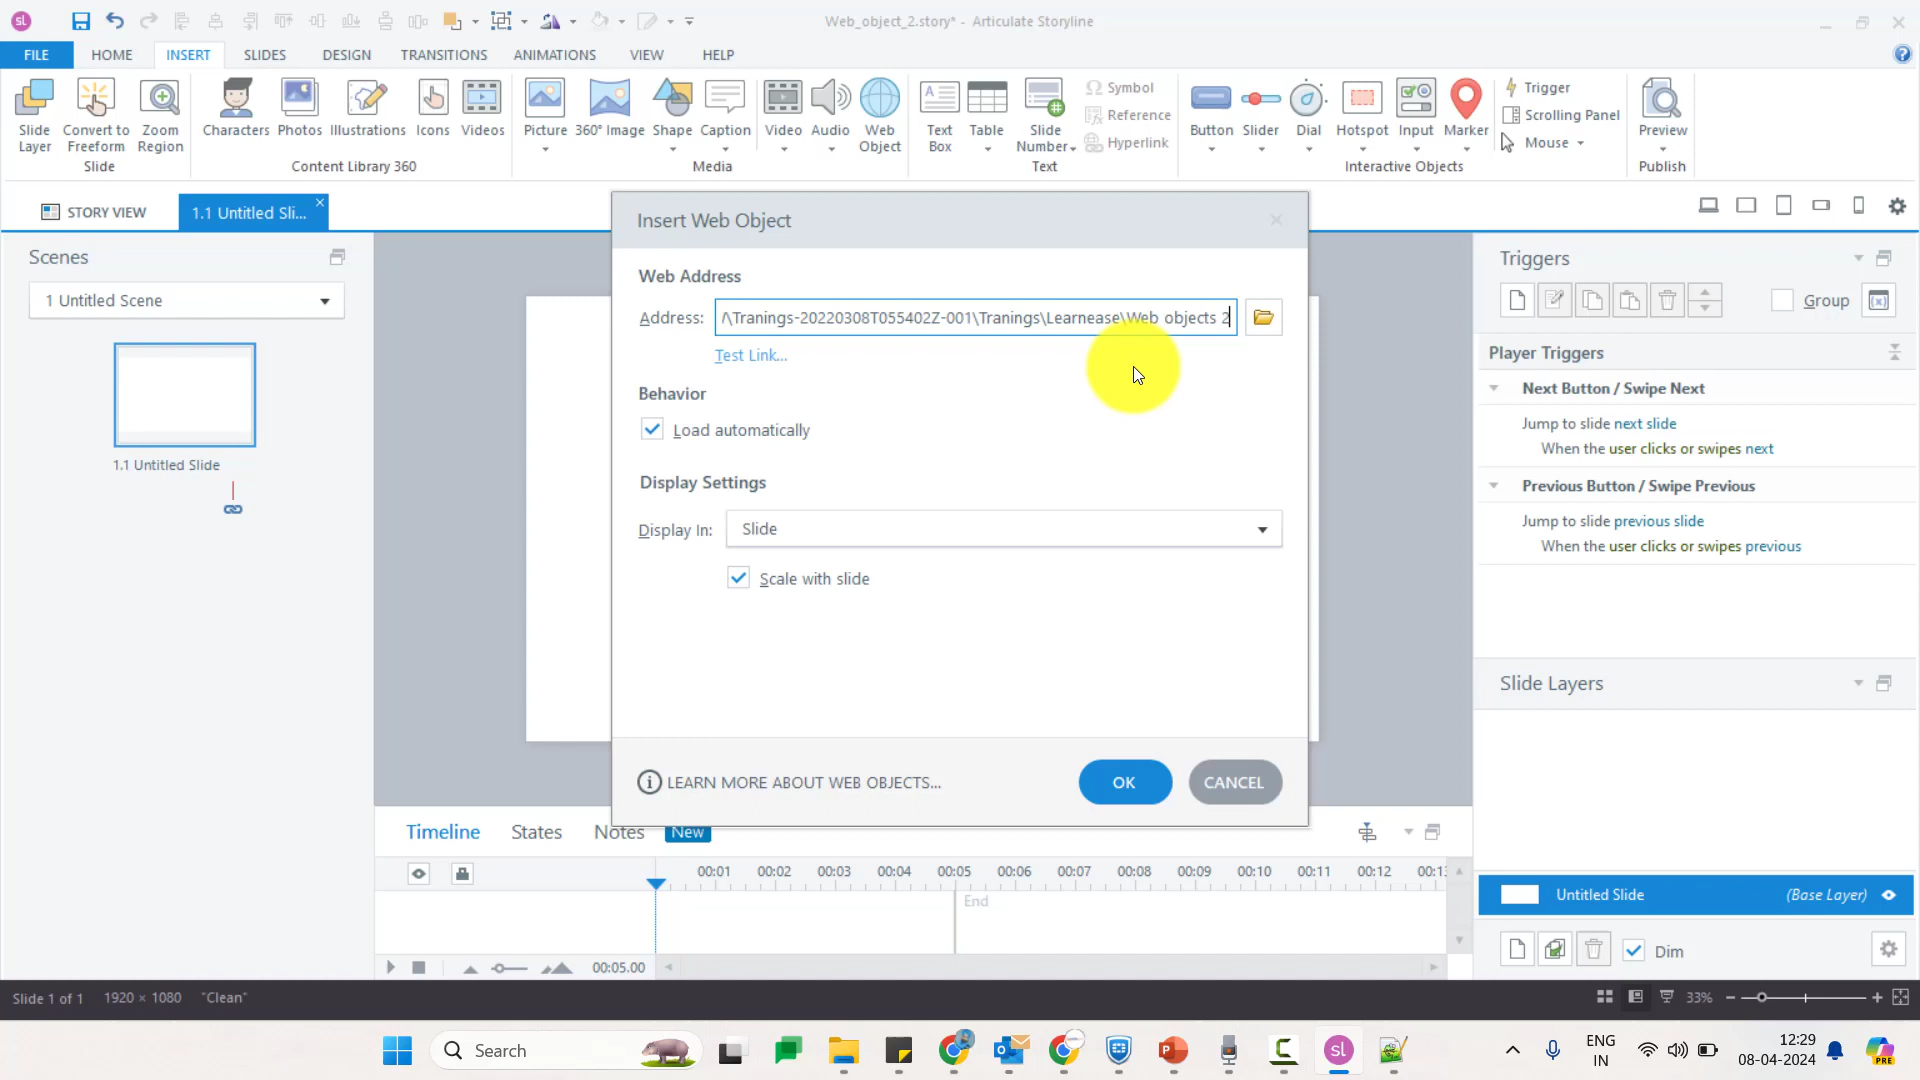 sl
Web_object_2.story* - Articulate Storyline
FILE HOME INSERT SLIDES DESIGN TRANSITIONS ANIMATIONS VIEW HELP
Slide Layer
Convert to Freeform
Zoom Region
Slide
Characters
Photos
Illustrations
Icons
Videos
Content Library 360
Picture
360° Image
Shape
Caption
Video
Audio
Web Object
Media
Text Box
Table
Slide Number
Symbol
Reference
Hyperlink
Text
Button
Slider
Dial
Hotspot
Input
Marker
Trigger
Scrolling Panel
Mouse
Interactive Objects
Preview
Publish
STORY VIEW
1.1 Untitled Sli...
Scenes
1 Untitled Scene
1.1 Untitled Slide
Insert Web Object
Web Address
Address: /\Tranings-20220308T055402Z-001\Tranings\Learnease\Web objects 2
Test Link...
Behavior
Load automatically
Display Settings
Display In: Slide
Scale with slide
LEARN MORE ABOUT WEB OBJECTS...
OK
CANCEL
Triggers
Group
(x)
Player Triggers
Next Button / Swipe Next
Jump to slide next slide
When the user clicks or swipes next
Previous Button / Swipe Previous
Jump to slide previous slide
When the user clicks or swipes previous
Slide Layers
Untitled Slide (Base Layer)
Dim
Timeline States Notes New
00:01 00:02 00:03 00:04 00:05 00:06 00:07 00:08 00:09 00:10 00:11 00:12 00:13
End
00:05.00
Slide 1 of 1 1920 × 1080 "Clean"
33%
Search
sl
ENG
IN
12:29
08-04-2024
PRE